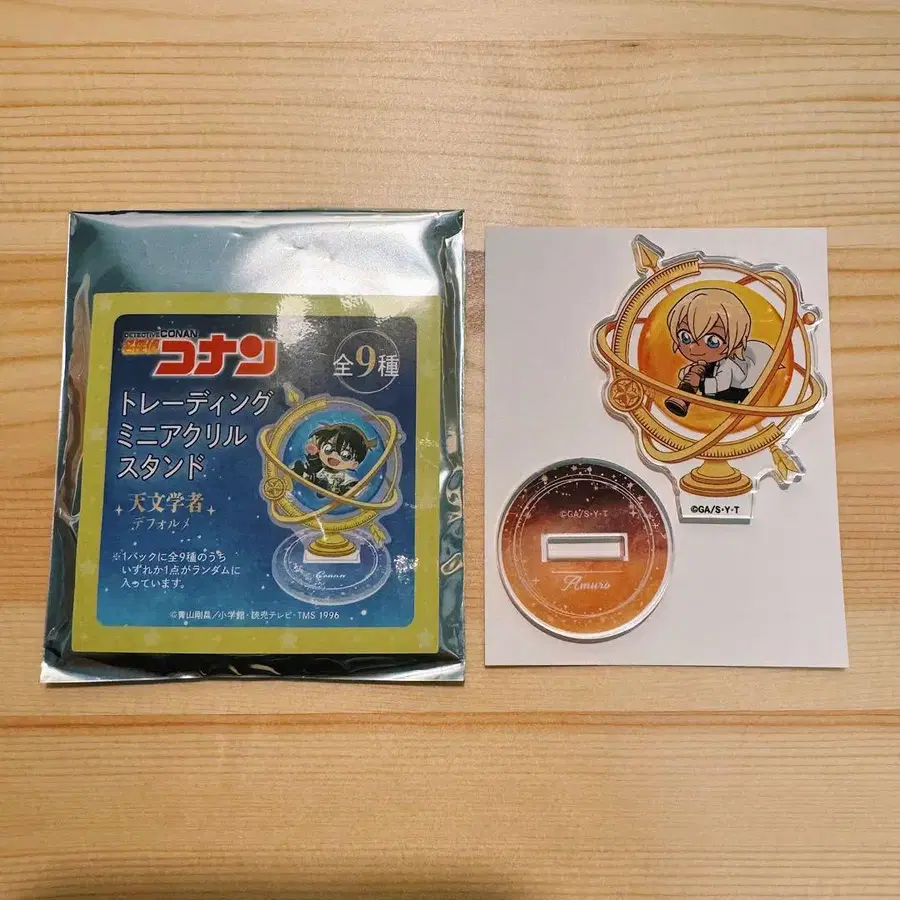 DETECTIVE CONAN
名探偵
コナン
全9種
トレーディング
ミニアクリル
スタンド
天文学者
デフォルメ
※1パックに全9種のうち
いずれか1点がランダムに
入っています。
Conan
©青山剛昌/小学館・読売テレビ・TMS 1996
©GA/S・Y・T
©GA/S・Y・T
Amuro